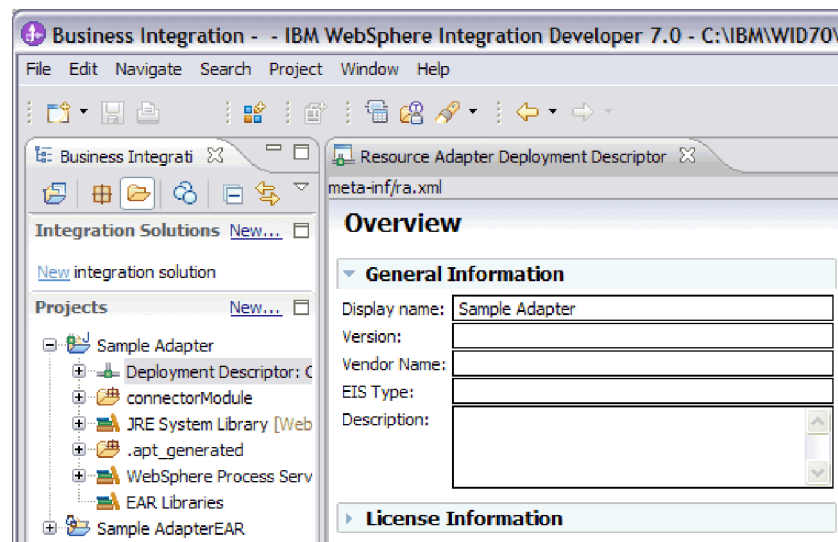 Business Integration - - IBM WebSphere Integration Developer 7.0 - C:\IBM\WID70\
File Edit Navigate Search Project Window Help
Business Integrati
Resource Adapter Deployment Descriptor
meta-inf/ra.xml
Integration Solutions New...
New integration solution
Projects New...
Sample Adapter
Deployment Descriptor: C
connectorModule
JRE System Library [Web
.apt_generated
WebSphere Process Serv
EAR Libraries
Sample AdapterEAR
Overview
General Information
Display name: Sample Adapter
Version:
Vendor Name:
EIS Type:
Description:
License Information